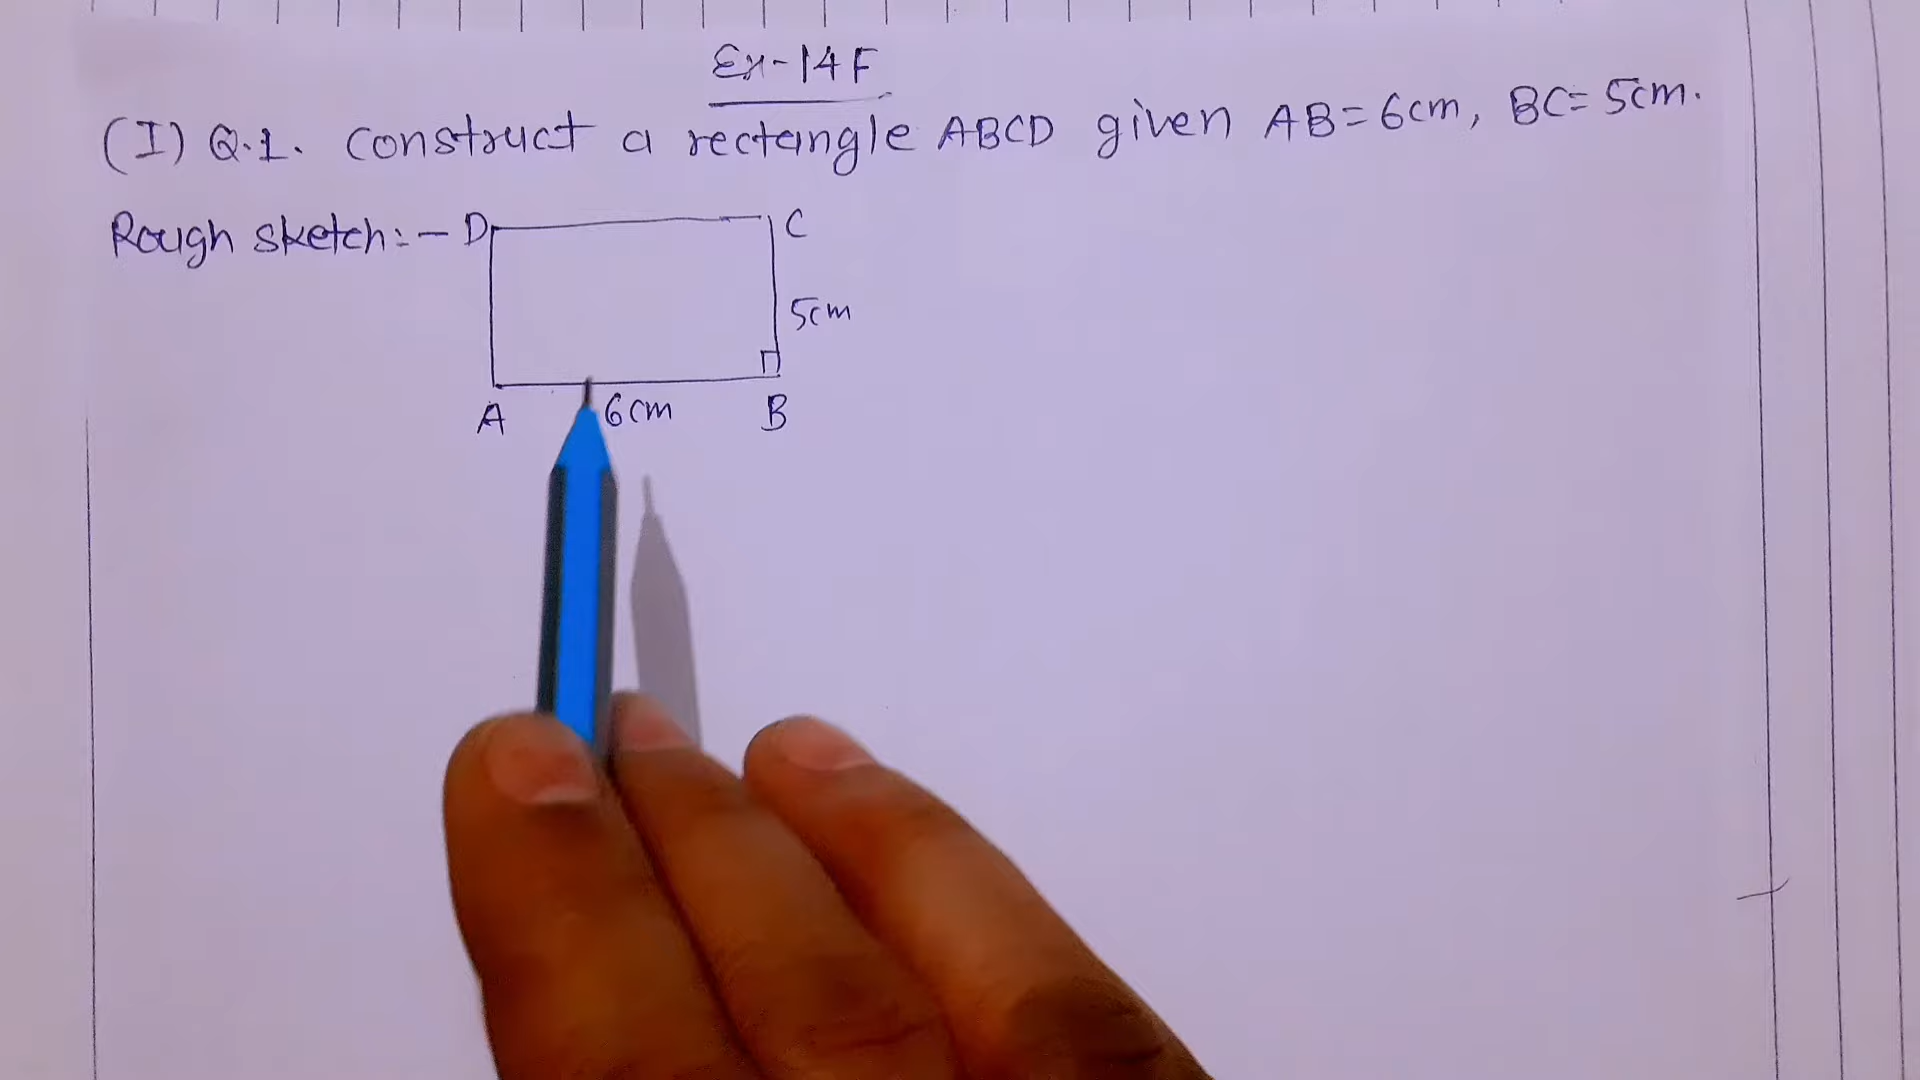 Ex-14F
(I) Q.1. Construct a rectangle ABCD given AB=6cm, BC=5cm.
Rough sketch:- D C
5cm
A 6cm B